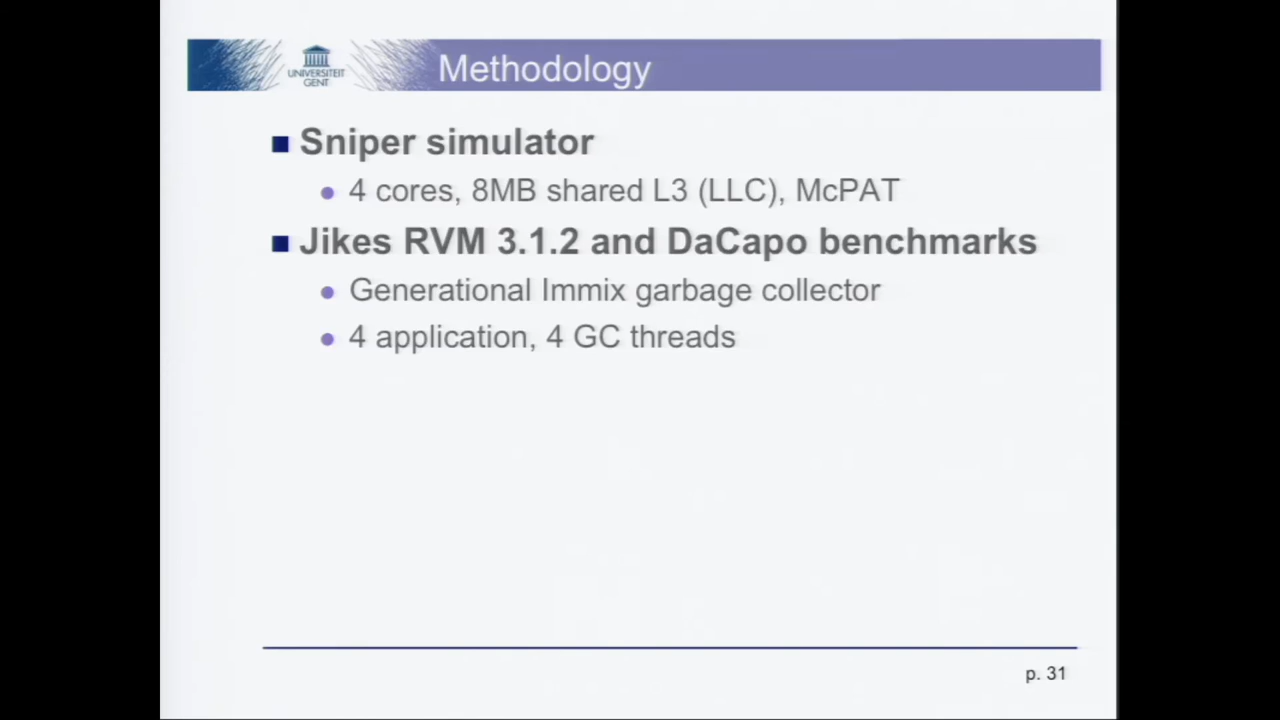 UNIVERSITEIT
GENT
Methodology
Sniper simulator
4 cores, 8MB shared L3 (LLC), McPAT
Jikes RVM 3.1.2 and DaCapo benchmarks
Generational Immix garbage collector
4 application, 4 GC threads
p. 31